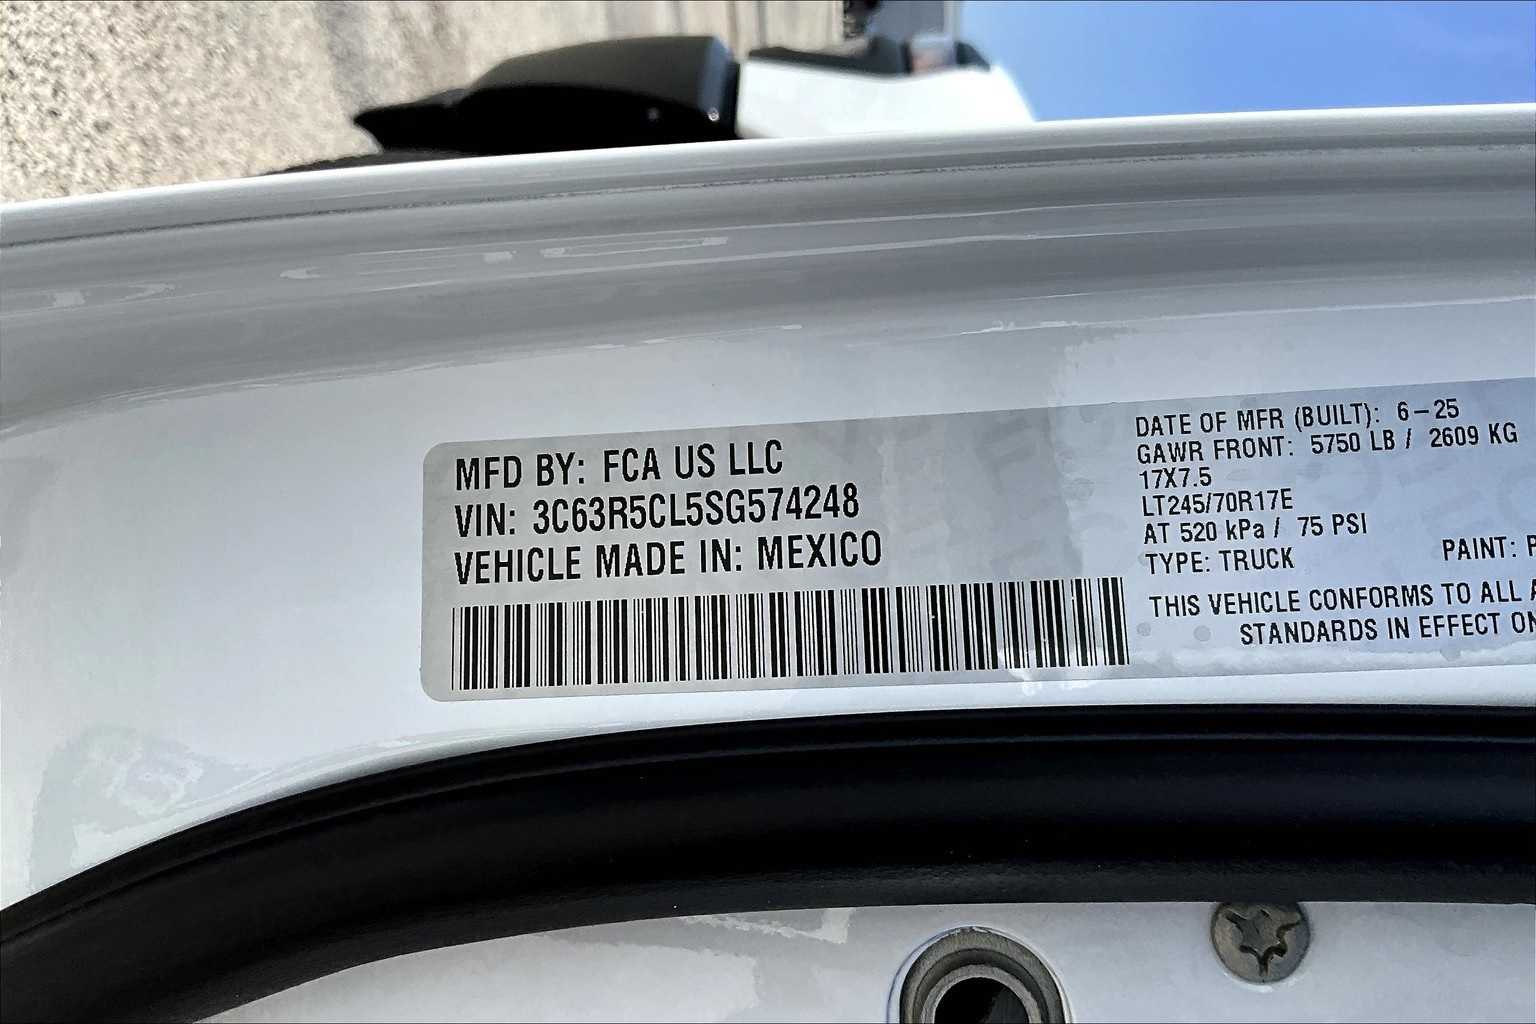 MFD BY: FCA US LLC
VIN: 3C63R5CL5SG574248
VEHICLE MADE IN: MEXICO
DATE OF MFR (BUILT): 6-25
GAWR FRONT: 5750 LB / 2609 KG
17X7.5
LT245/70R17E
AT 520 kPa / 75 PSI
TYPE: TRUCK PAINT:
THIS VEHICLE CONFORMS TO ALL
STANDARDS IN EFFECT ON